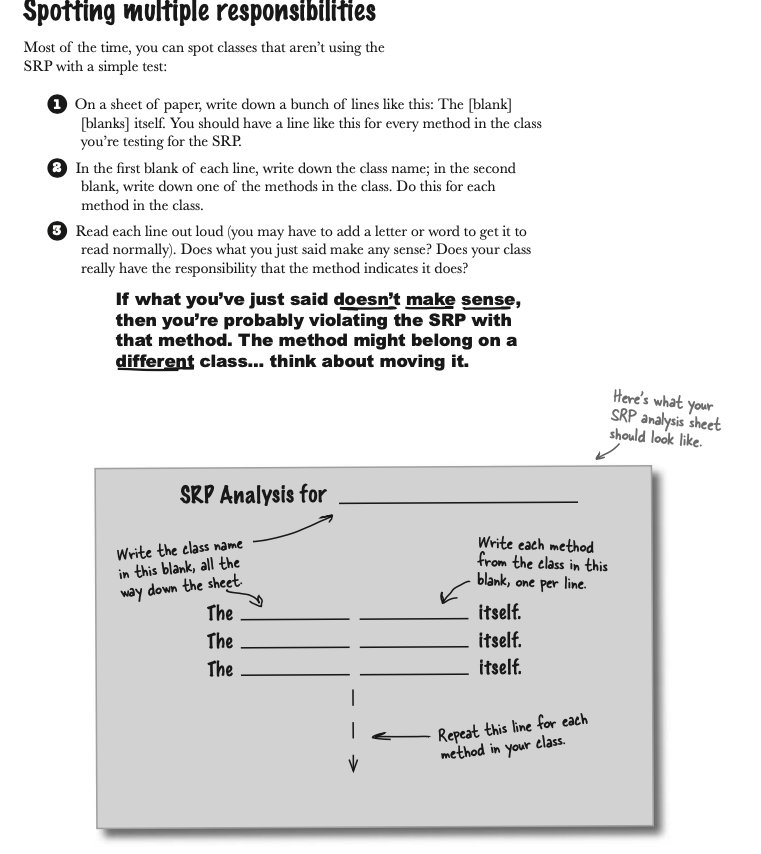 Spotting multiple responsibilities
Most of the time, you can spot classes that aren't using the
SRP with a simple test:
1 On a sheet of paper, write down a bunch of lines like this: The [blank]
[blanks] itself. You should have a line like this for every method in the class
you're testing for the SRP.
2 In the first blank of each line, write down the class name; in the second
blank, write down one of the methods in the class. Do this for each
method in the class.
3 Read each line out loud (you may have to add a letter or word to get it to
read normally). Does what you just said make any sense? Does your class
really have the responsibility that the method indicates it does?
If what you've just said doesn't make sense,
then you're probably violating the SRP with
that method. The method might belong on a
different class... think about moving it.
Here's what your
SRP analysis sheet
should look like.
SRP Analysis for
Write the class name
in this blank, all the
way down the sheet.
Write each method
from the class in this
blank, one per line.
The itself.
The itself.
The itself.
Repeat this line for each
method in your class.